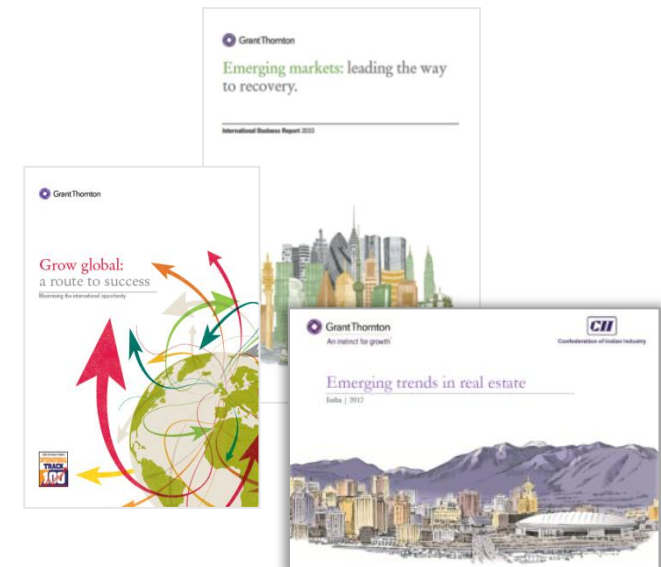 Grant Thornton
Emerging markets: leading the way
to recovery.
International Business Report 2010
Grant Thornton
Grow global:
a route to success
Maximising the international opportunity
TRACK
100
Grant Thornton
An instinct for growth
CII
Confederation of Indian Industry
Emerging trends in real estate
India | 2012